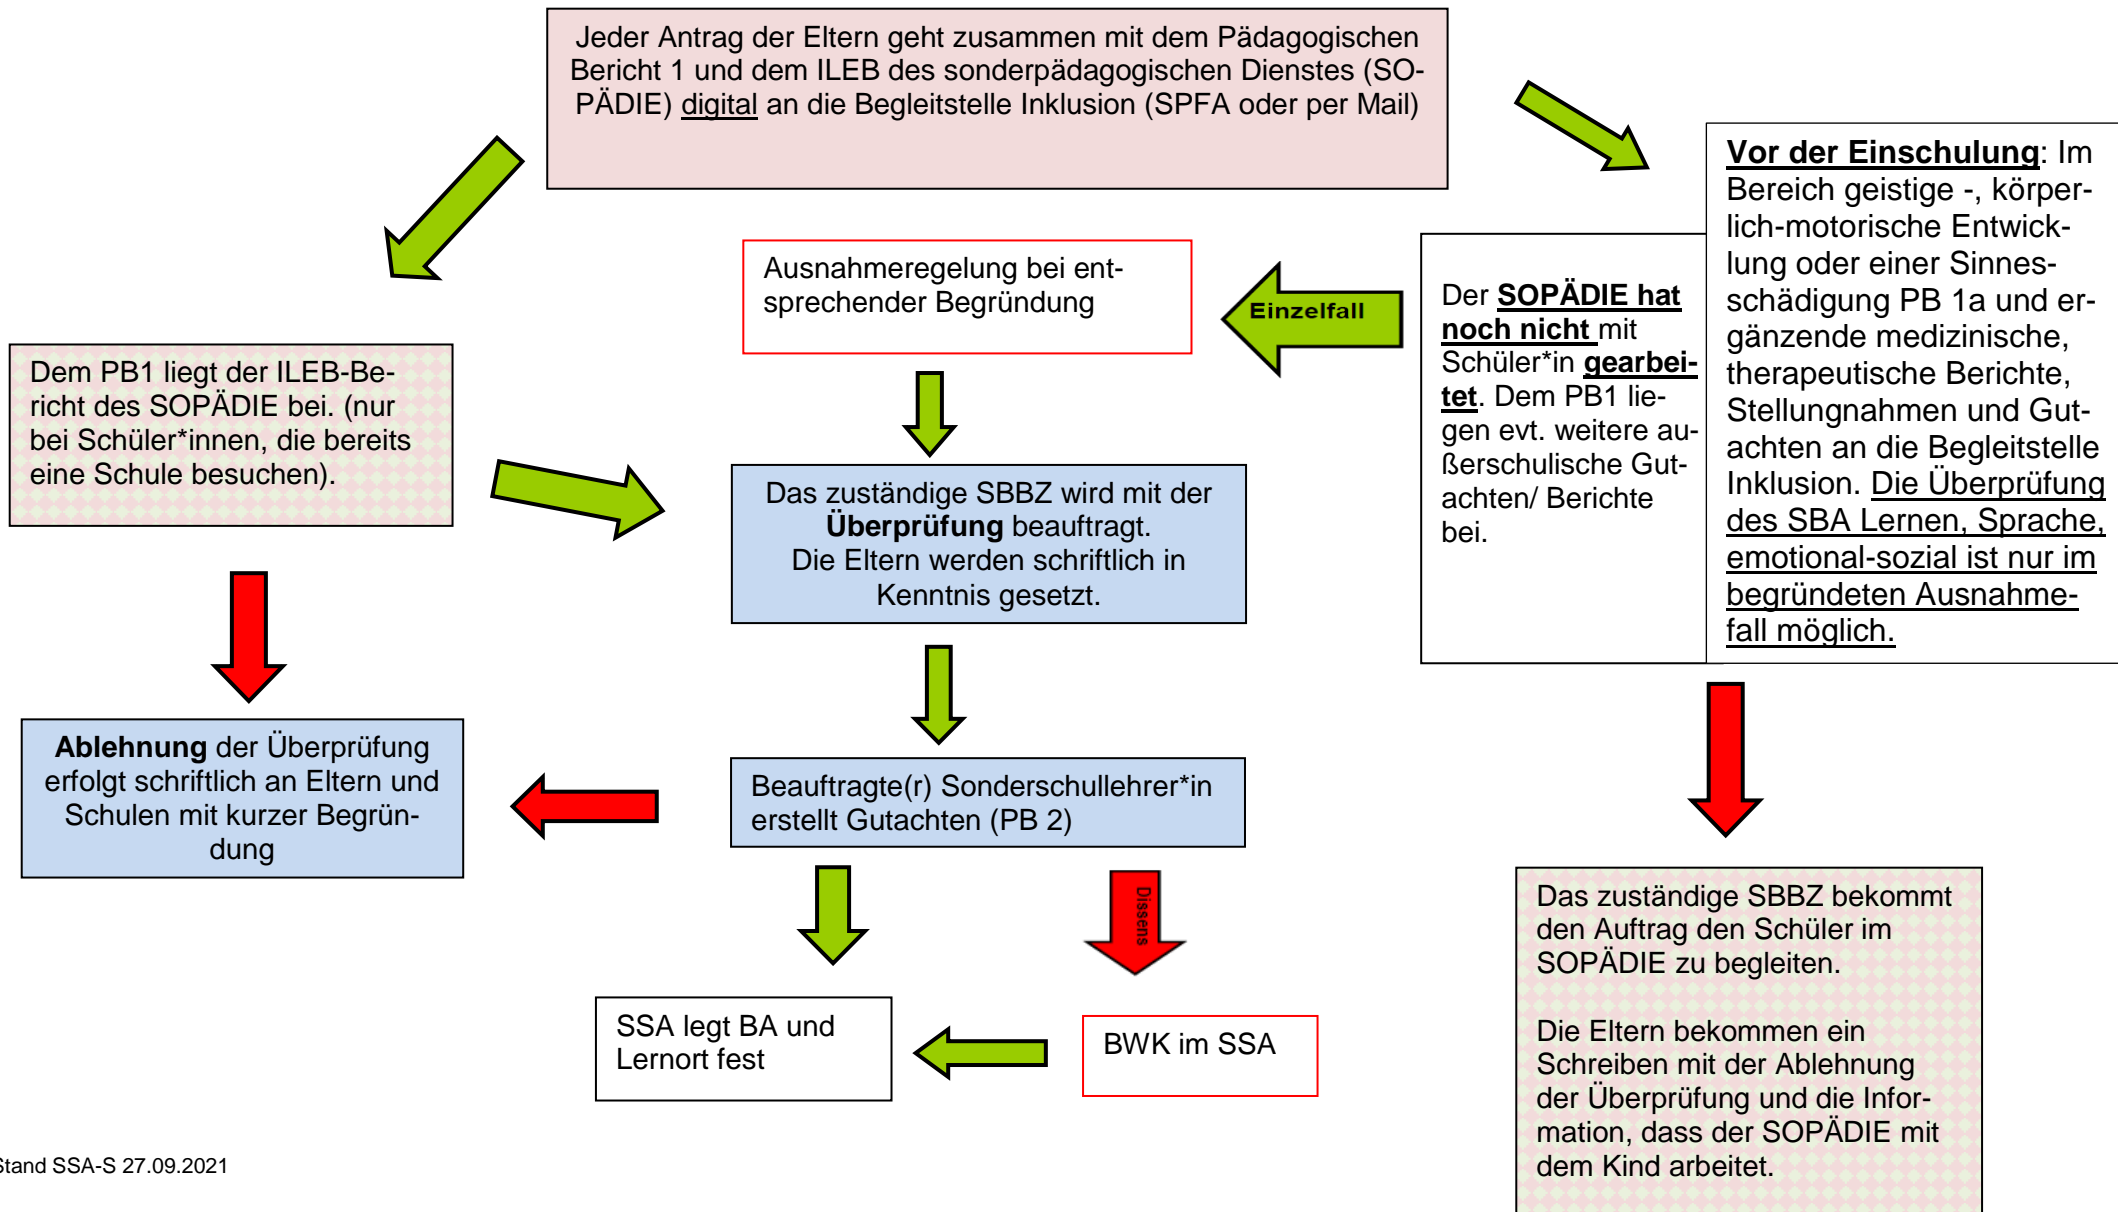 Jeder Antrag der Eltern geht zusammen mit dem Pädagogischen
Bericht 1 und dem ILEB des sonderpädagogischen Dienstes (SO-
PÄDIE) digital an die Begleitstelle Inklusion (SPFA oder per Mail)
Vor der Einschulung: Im
Bereich geistige -, körper-
lich-motorische Entwick-
lung oder einer Sinnes-
schädigung PB 1a und er-
gänzende medizinische,
therapeutische Berichte,
Stellungnahmen und Gut-
achten an die Begleitstelle
Inklusion. Die Überprüfung
des SBA Lernen, Sprache,
emotional-sozial ist nur im
begründeten Ausnahme-
fall möglich.
Der SOPÄDIE hat
noch nicht mit
Schüler*in gearbei-
tet. Dem PB1 lie-
gen evt. weitere au-
ßerschulische Gut-
achten/ Berichte
bei.
Einzelfall
Ausnahmeregelung bei ent-
sprechender Begründung
Dem PB1 liegt der ILEB-Be-
richt des SOPÄDIE bei. (nur
bei Schüler*innen, die bereits
eine Schule besuchen).
Das zuständige SBBZ wird mit der
Überprüfung beauftragt.
Die Eltern werden schriftlich in
Kenntnis gesetzt.
Ablehnung der Überprüfung
erfolgt schriftlich an Eltern und
Schulen mit kurzer Begrün-
dung
Beauftragte(r) Sonderschullehrer*in
erstellt Gutachten (PB 2)
Dissens
SSA legt BA und
Lernort fest
BWK im SSA
Das zuständige SBBZ bekommt
den Auftrag den Schüler im
SOPÄDIE zu begleiten.
Die Eltern bekommen ein
Schreiben mit der Ablehnung
der Überprüfung und die Infor-
mation, dass der SOPÄDIE mit
dem Kind arbeitet.
Stand SSA-S 27.09.2021